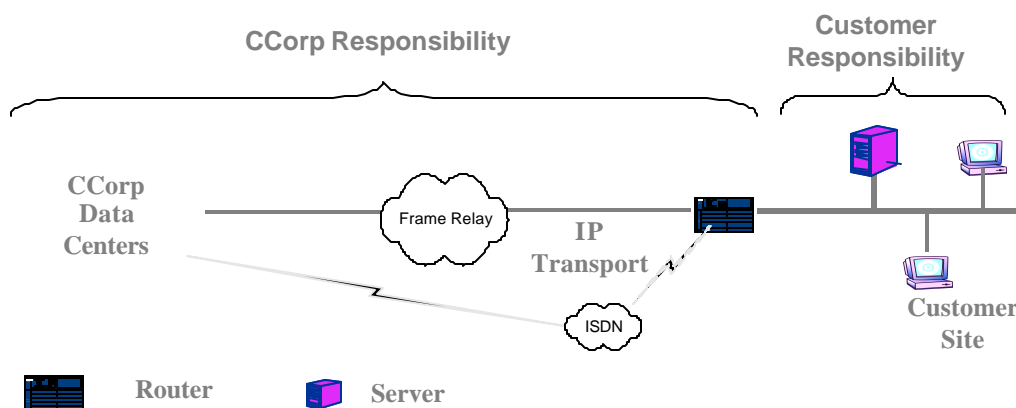 CCorp Responsibility
Customer
Responsibility
CCorp
Data
Centers
Frame Relay
IP
Transport
ISDN
Customer
Site
Router
Server